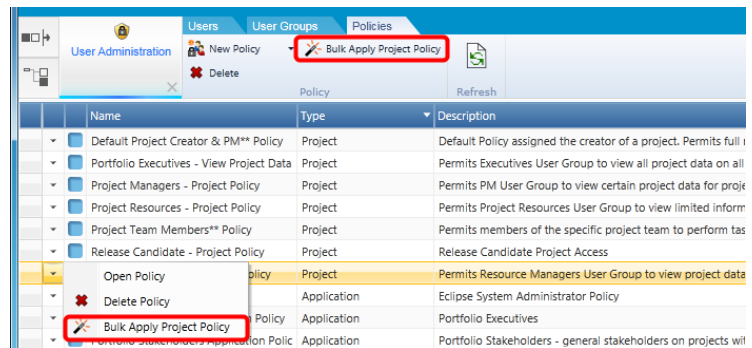 Users
User Groups
Policies
User Administration
New Policy
Bulk Apply Project Policy
Delete
Policy
Refresh
Name Type Description
Default Project Creator & PM** Policy Project Default Policy assigned the creator of a project. Permits full
Portfolio Executives - View Project Data Project Permits Executives User Group to view all project data on all
Project Managers - Project Policy Project Permits PM User Group to view certain project data for proje
Project Resources - Project Policy Project Permits Project Resources User Group to view limited inform
Project Team Members** Policy Project Permits members of the specific project team to perform tas
Release Candidate - Project Policy Project Release Candidate Project Access
Project Permits Resource Managers User Group to view project data
Open Policy
Application Eclipse System Administrator Policy
Delete Policy
Policy Application Portfolio Executives
Bulk Apply Project Policy
Portfolio Stakeholders Application Polic Application Portfolio Stakeholders - general stakeholders on projects wi